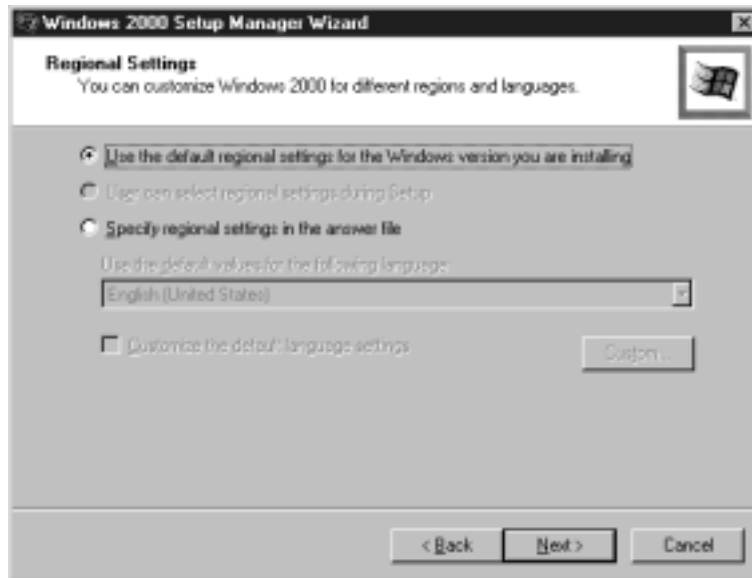 Windows 2000 Setup Manager Wizard
Regional Settings
You can customize Windows 2000 for different regions and languages.
Use the default regional settings for the Windows version you are installing
User can select regional settings during Setup
Specify regional settings in the answer file
Use the default values for the following language:
English (United States)
Customize the default language settings
Custom...
< Back
Next >
Cancel